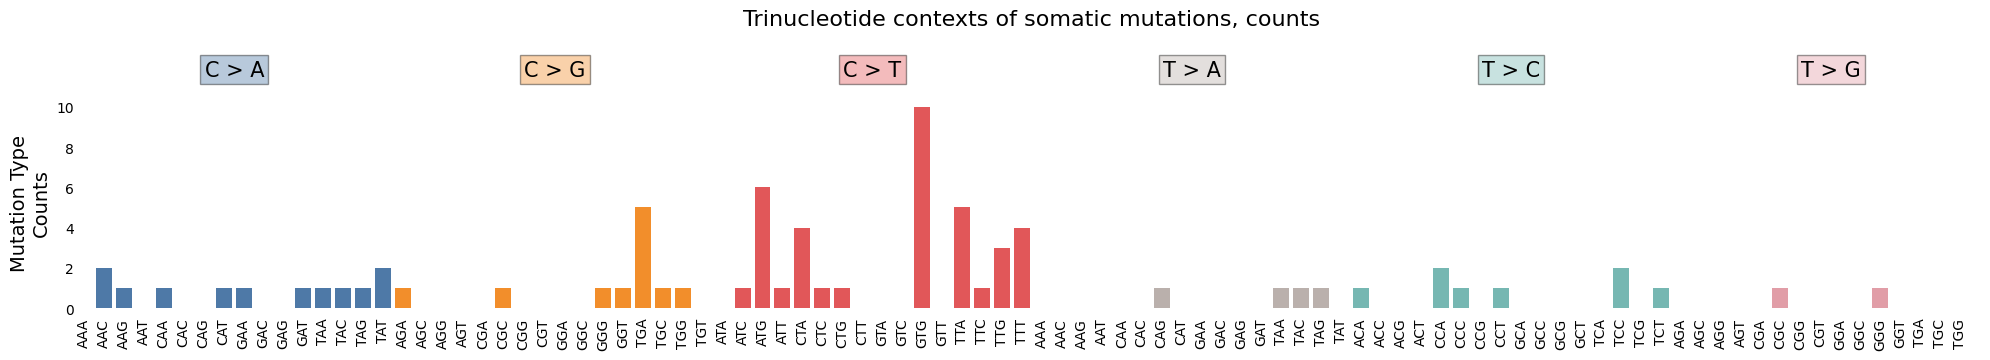 Trinucleotide contexts of somatic mutations, counts
C > A
C > G
C > T
T > A
T > C
T > G
Mutation Type
Counts
10
8
6
4
2
0
AAA
AAC
AAG
AAT
CAA
CAC
CAG
CAT
GAA
GAC
GAG
GAT
TAA
TAC
TAG
TAT
AGA
AGC
AGG
AGT
CGA
CGC
CGG
CGT
GGA
GGC
GGG
GGT
TGA
TGC
TGG
TGT
ATA
ATC
ATG
ATT
CTA
CTC
CTG
CTT
GTA
GTC
GTG
GTT
TTA
TTC
TTG
TTT
AAA
AAC
AAG
AAT
CAA
CAC
CAG
CAT
GAA
GAC
GAG
GAT
TAA
TAC
TAG
TAT
ACA
ACC
ACG
ACT
CCA
CCC
CCG
CCT
GCA
GCC
GCG
GCT
TCA
TCC
TCG
TCT
AGA
AGC
AGG
AGT
CGA
CGC
CGG
CGT
GGA
GGC
GGG
GGT
TGA
TGC
TGG